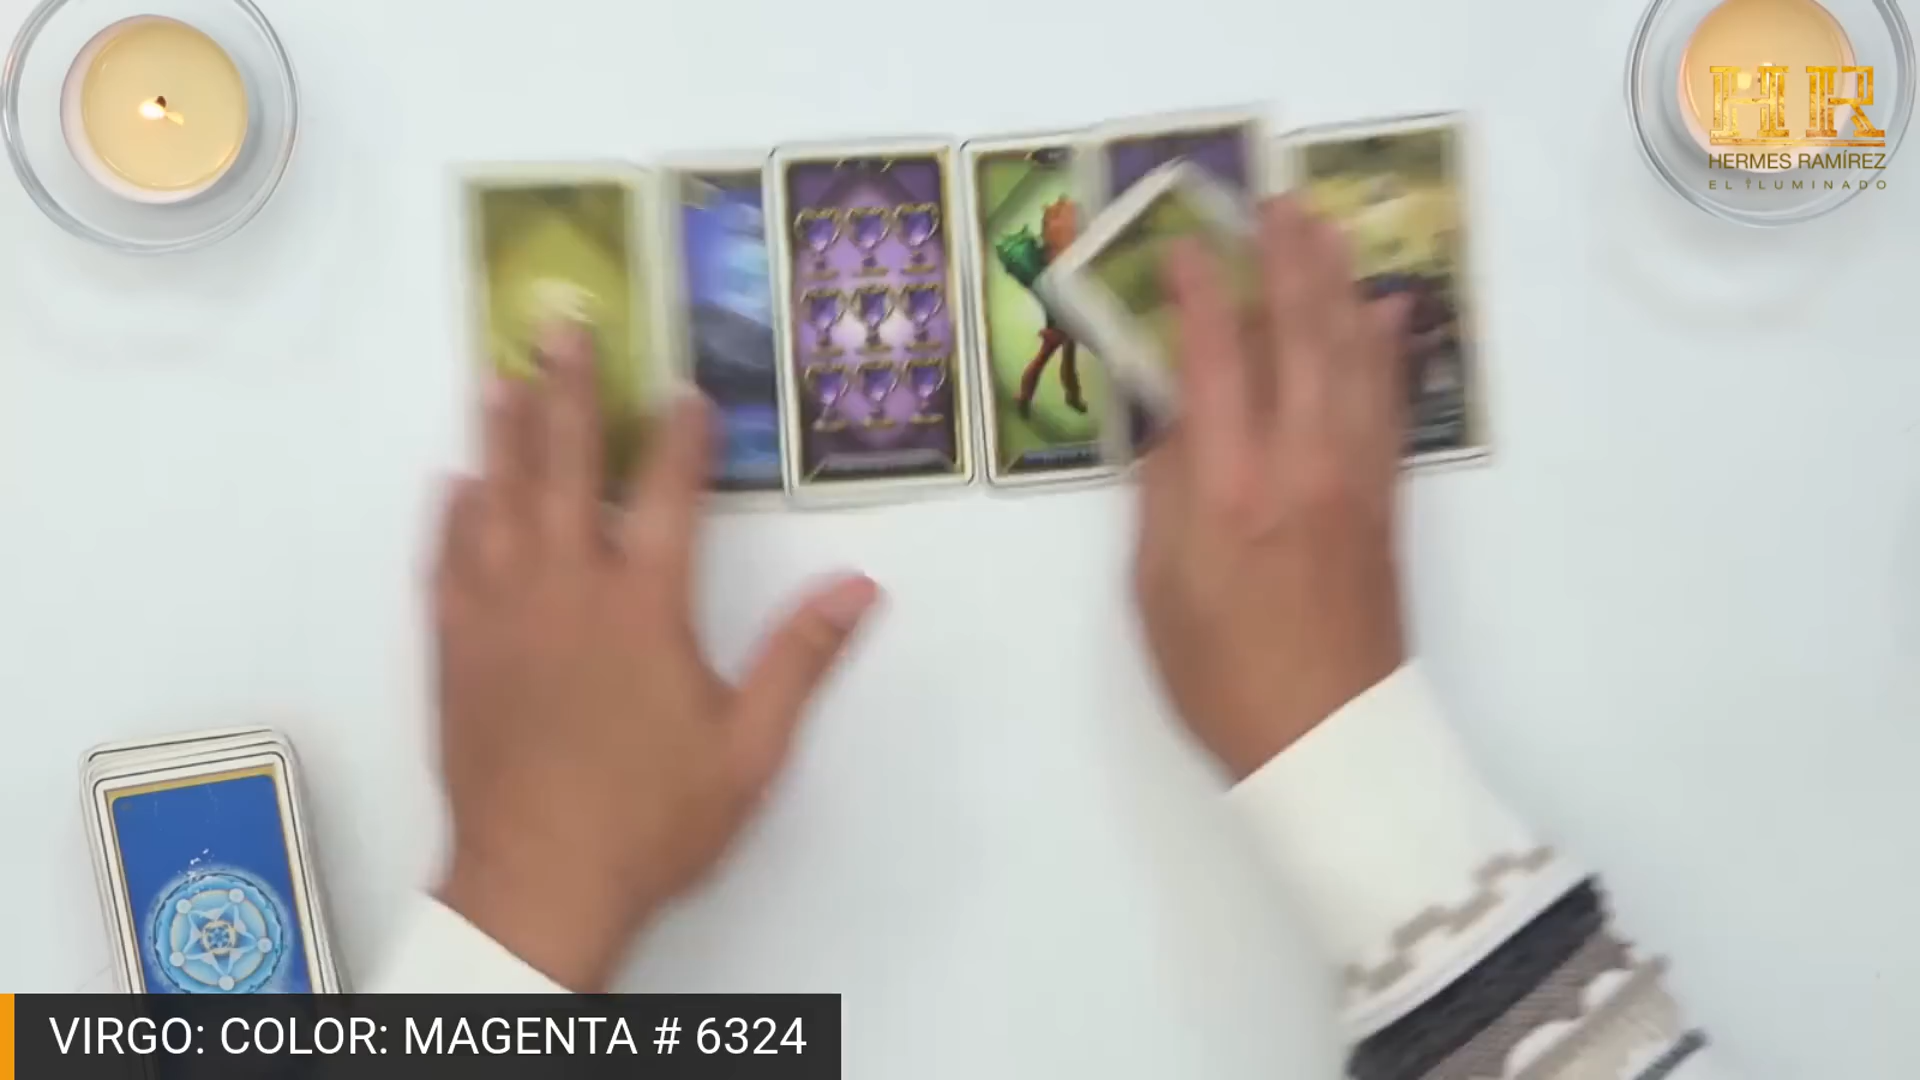 HR
HERMES RAMÍREZ
EL ILUMINADO
VIRGO: COLOR: MAGENTA # 6324